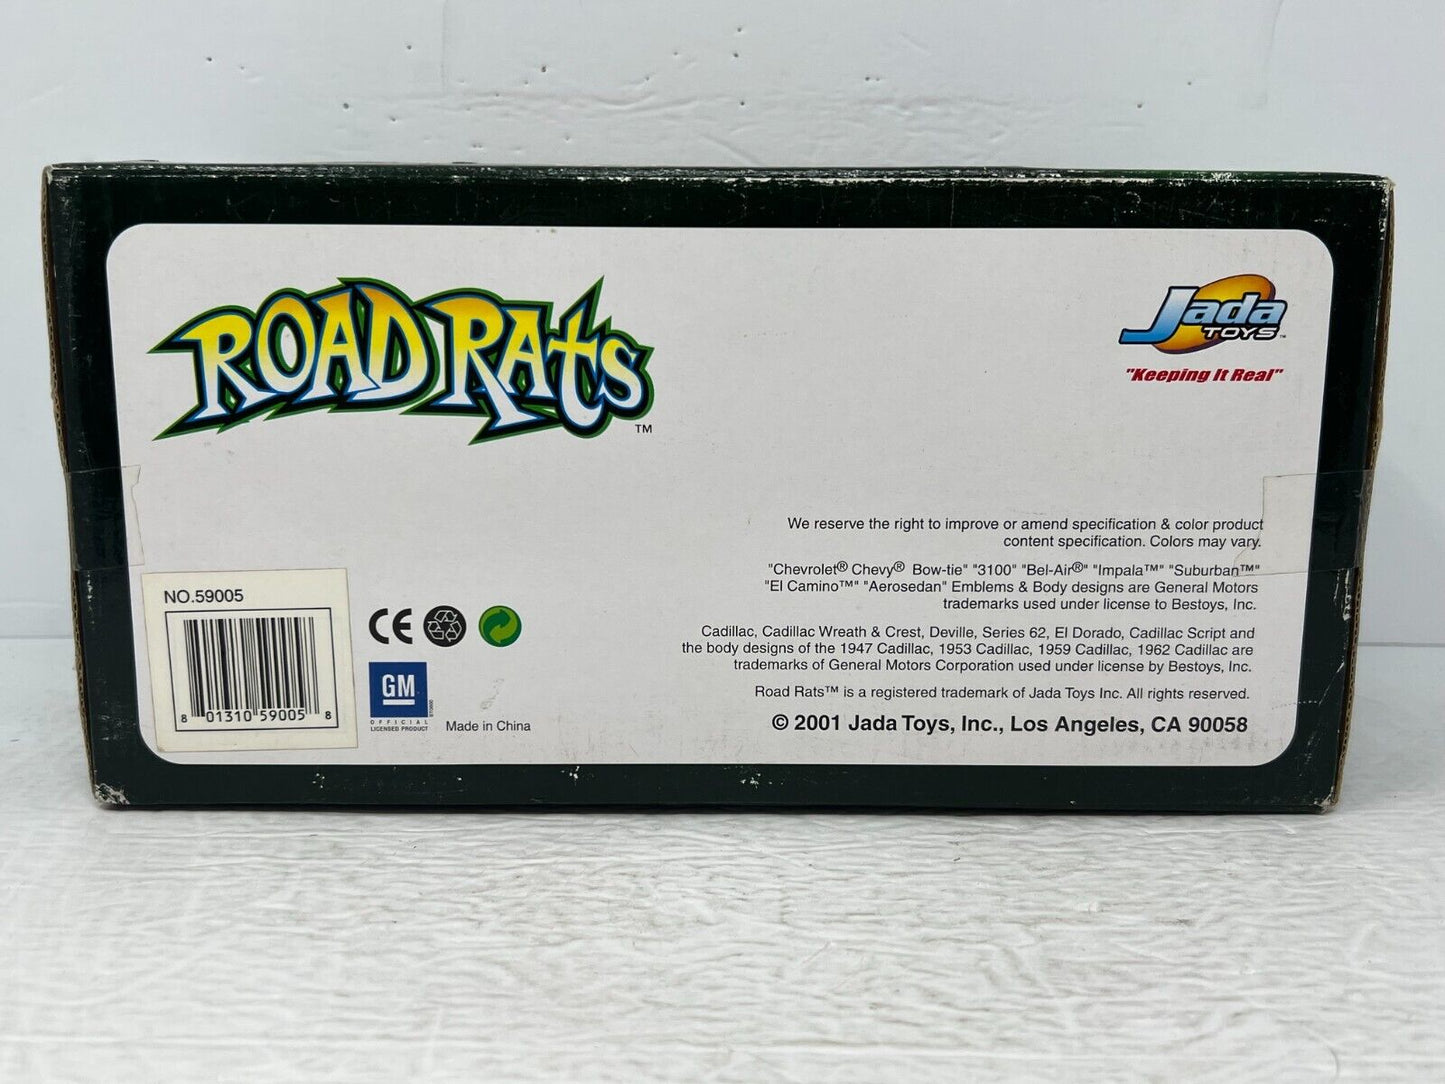 ROAD RATS™
Jada
TOYS™
"Keeping It Real"
We reserve the right to improve or amend specification & color product
content specification. Colors may vary.
"Chevrolet® Chevy® Bow-tie" "3100" "Bel-Air®" "Impala™" "Suburban™"
"El Camino™" "Aerosedan" Emblems & Body designs are General Motors
trademarks used under license to Bestoys, Inc.
Cadillac, Cadillac Wreath & Crest, Deville, Series 62, El Dorado, Cadillac Script and
the body designs of the 1947 Cadillac, 1953 Cadillac, 1959 Cadillac, 1962 Cadillac are
trademarks of General Motors Corporation used under license by Bestoys, Inc.
Road Rats™ is a registered trademark of Jada Toys Inc. All rights reserved.
© 2001 Jada Toys, Inc., Los Angeles, CA 90058
NO.59005
8 01310 59005 8
CE
GM
OFFICIAL
LICENSED PRODUCT
Made in China